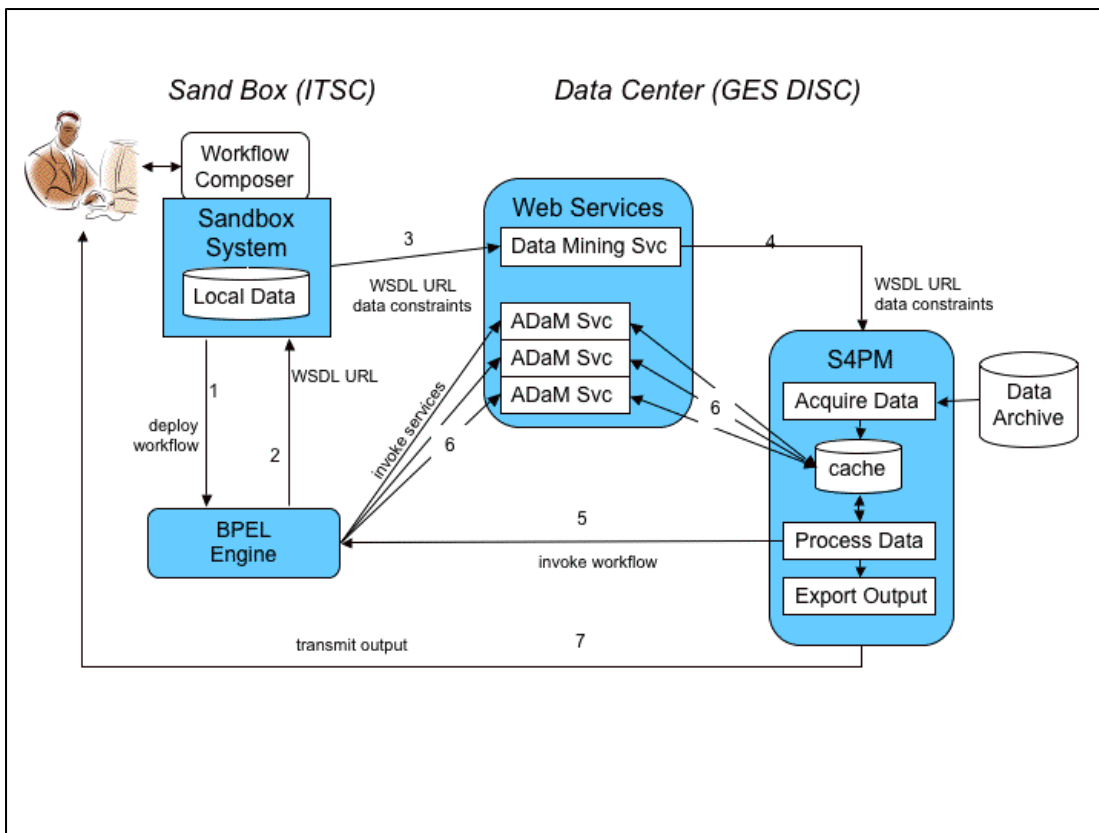 Sand Box (ITSC)
Data Center (GES DISC)
Workflow
Composer
Sandbox
System
Local Data
3
WSDL URL
data constraints
Web Services
Data Mining Svc
ADaM Svc
ADaM Svc
ADaM Svc
4
WSDL URL
data constraints
S4PM
Acquire Data
cache
Process Data
Export Output
Data
Archive
1
deploy
workflow
WSDL URL
2
invoke services
6
6
BPEL
Engine
5
invoke workflow
transmit output
7